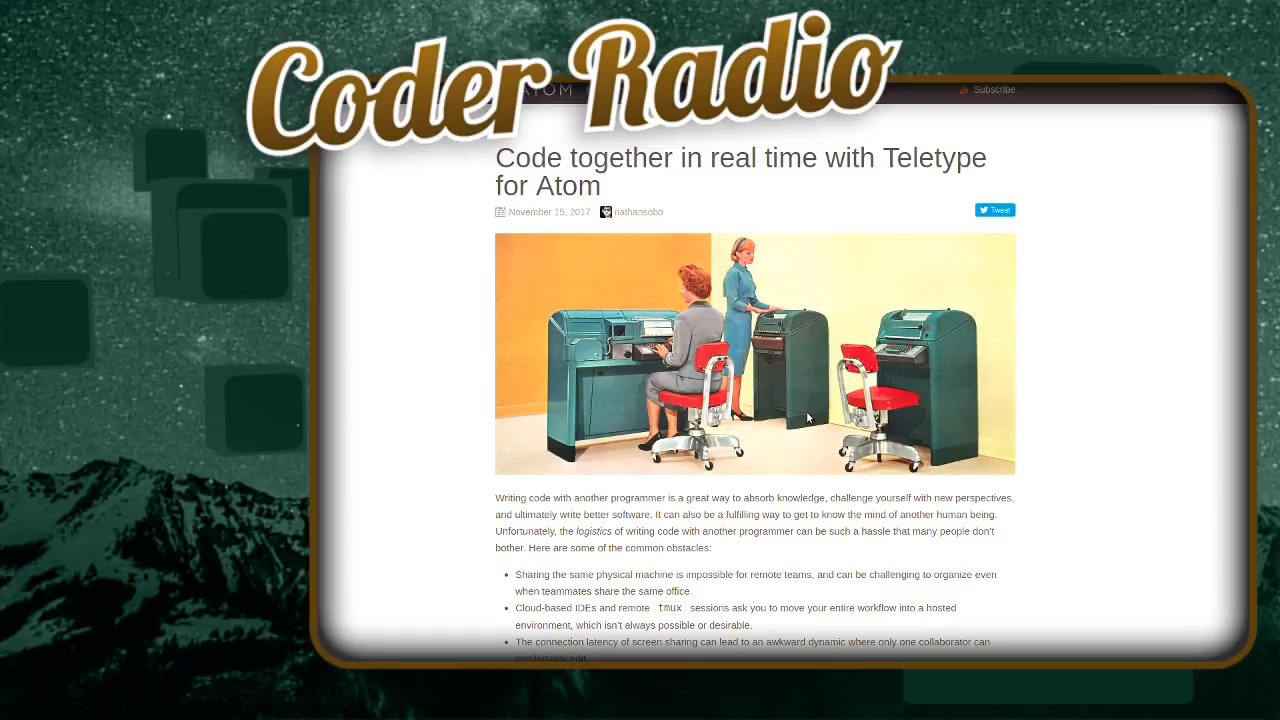 Coder Radio
ATOM
Subscribe
Code together in real time with Teletype
for Atom
November 15, 2017 nathansobo
Tweet
Writing code with another programmer is a great way to absorb knowledge, challenge yourself with new perspectives,
and ultimately write better software. It can also be a fulfilling way to get to know the mind of another human being.
Unfortunately, the logistics of writing code with another programmer can be such a hassle that many people don't
bother. Here are some of the common obstacles:
• Sharing the same physical machine is impossible for remote teams, and can be challenging to organize even
when teammates share the same office.
• Cloud-based IDEs and remote tmux sessions ask you to move your entire workflow into a hosted
environment, which isn't always possible or desirable.
• The connection latency of screen sharing can lead to an awkward dynamic where only one collaborator can
comfortably edit.